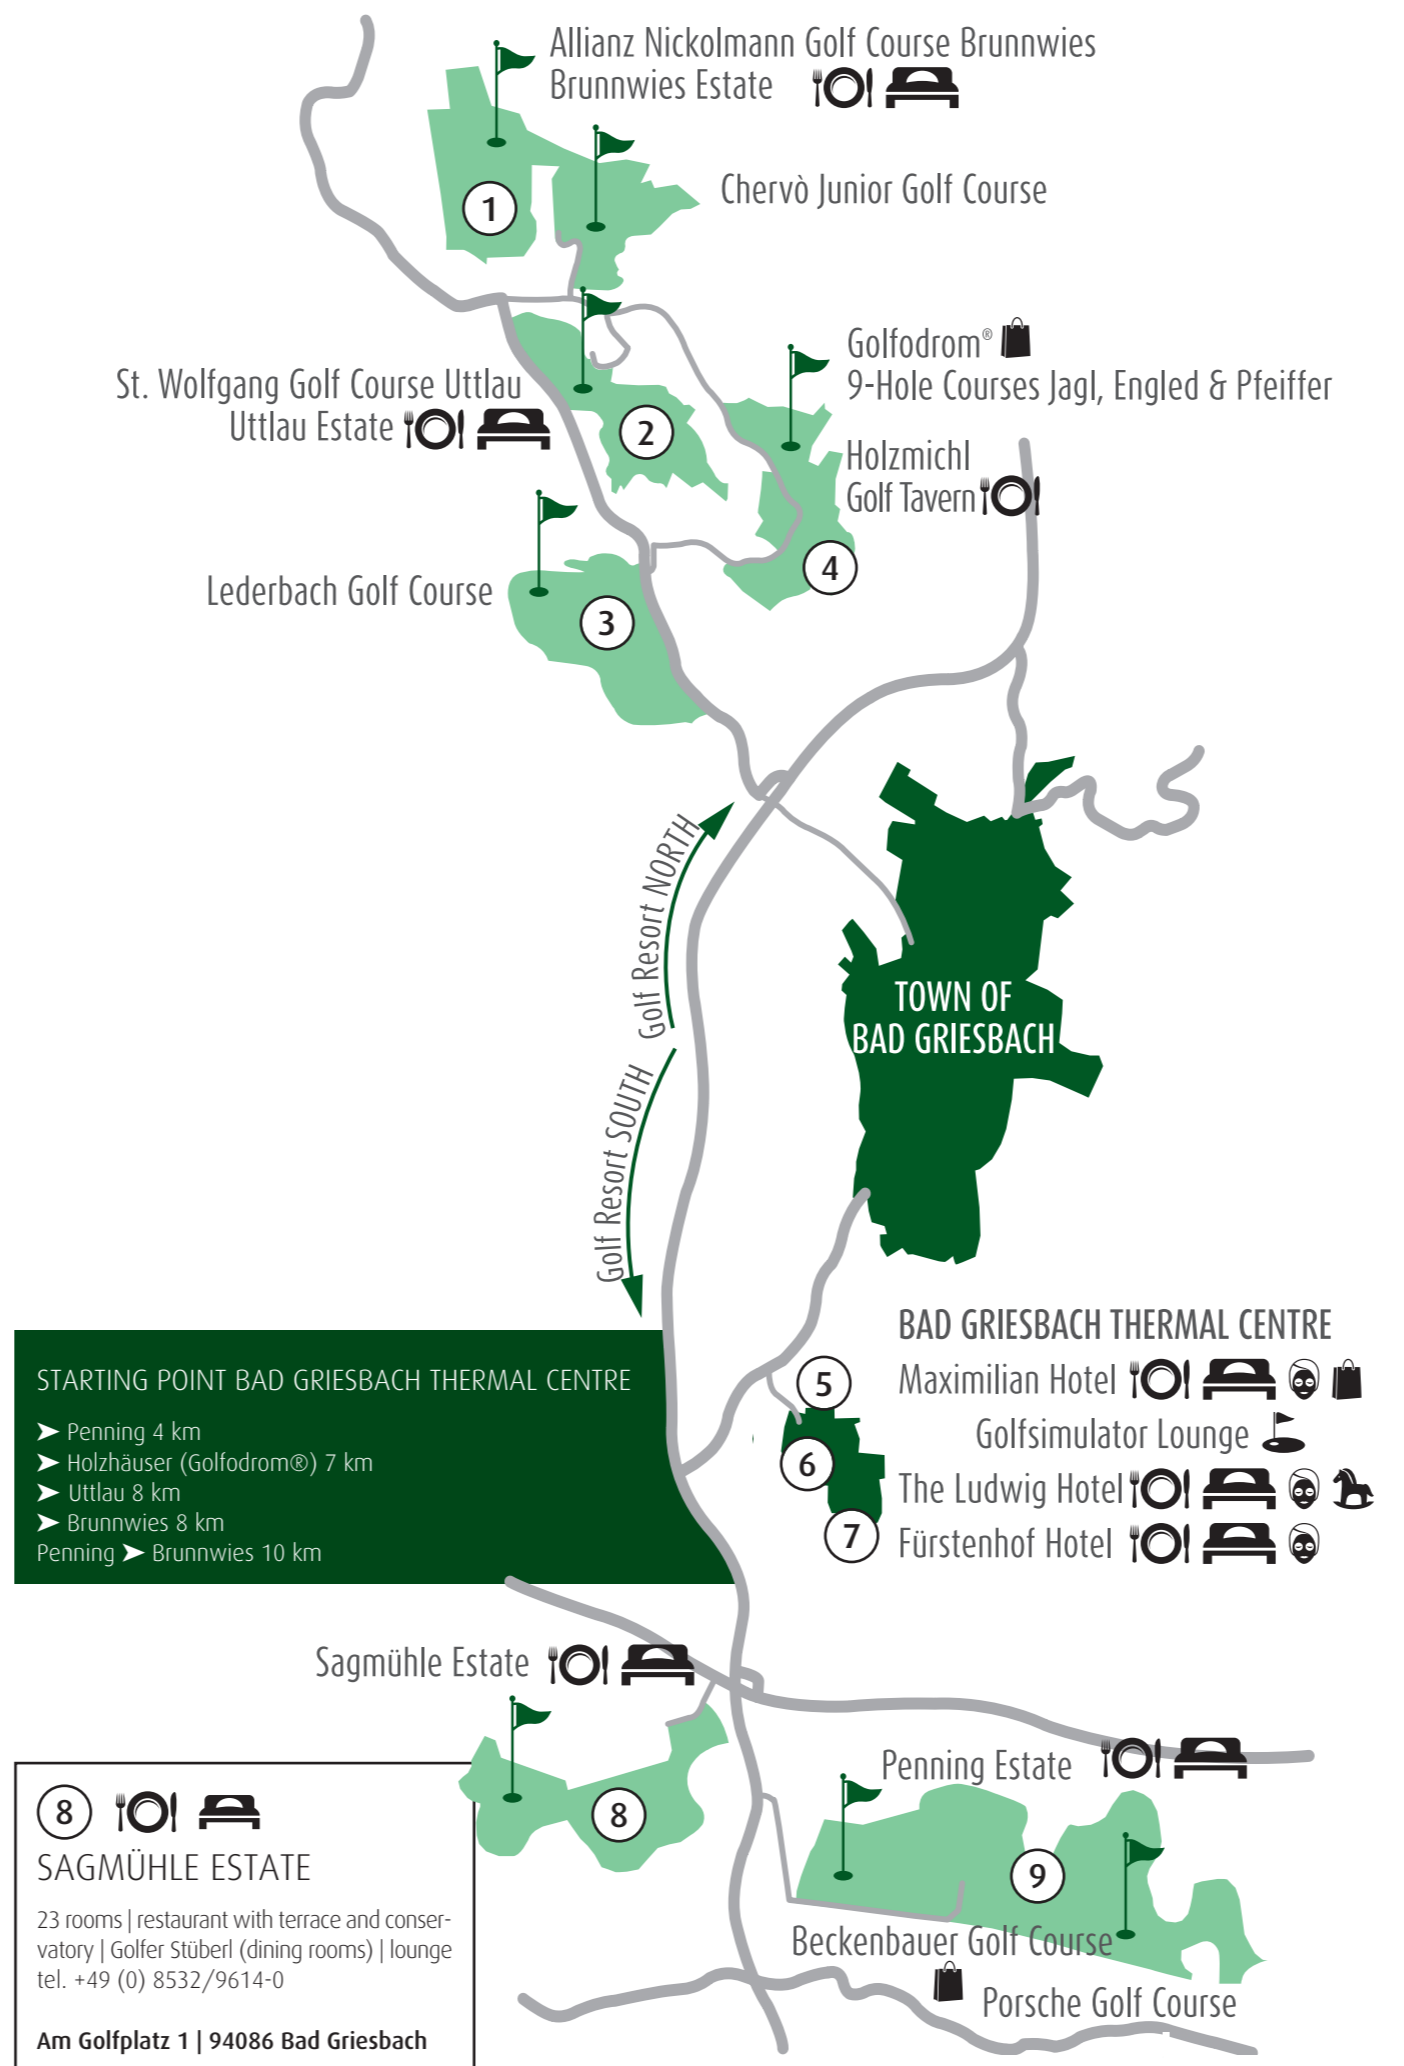 Allianz Nickolmann Golf Course Brunnwies
Brunnwies Estate
1
Chervò Junior Golf Course
Golfodrom®
9-Hole Courses Jagl, Engled & Pfeiffer
St. Wolfgang Golf Course Uttlau
Uttlau Estate
2
Holzmichl
Golf Tavern
4
Lederbach Golf Course
3
Golf Resort NORTH
TOWN OF
BAD GRIESBACH
Golf Resort SOUTH
BAD GRIESBACH THERMAL CENTRE
5
Maximilian Hotel
Golfsimulator Lounge
6
The Ludwig Hotel
7
Fürstenhof Hotel
STARTING POINT BAD GRIESBACH THERMAL CENTRE
➤ Penning 4 km
➤ Holzhäuser (Golfodrom®) 7 km
➤ Uttlau 8 km
➤ Brunnwies 8 km
Penning ➤ Brunnwies 10 km
Sagmühle Estate
8
Penning Estate
9
Beckenbauer Golf Course
Porsche Golf Course
8
SAGMÜHLE ESTATE
23 rooms | restaurant with terrace and conser-
vatory | Golfer Stüberl (dining rooms) | lounge
tel. +49 (0) 8532/9614-0
Am Golfplatz 1 | 94086 Bad Griesbach